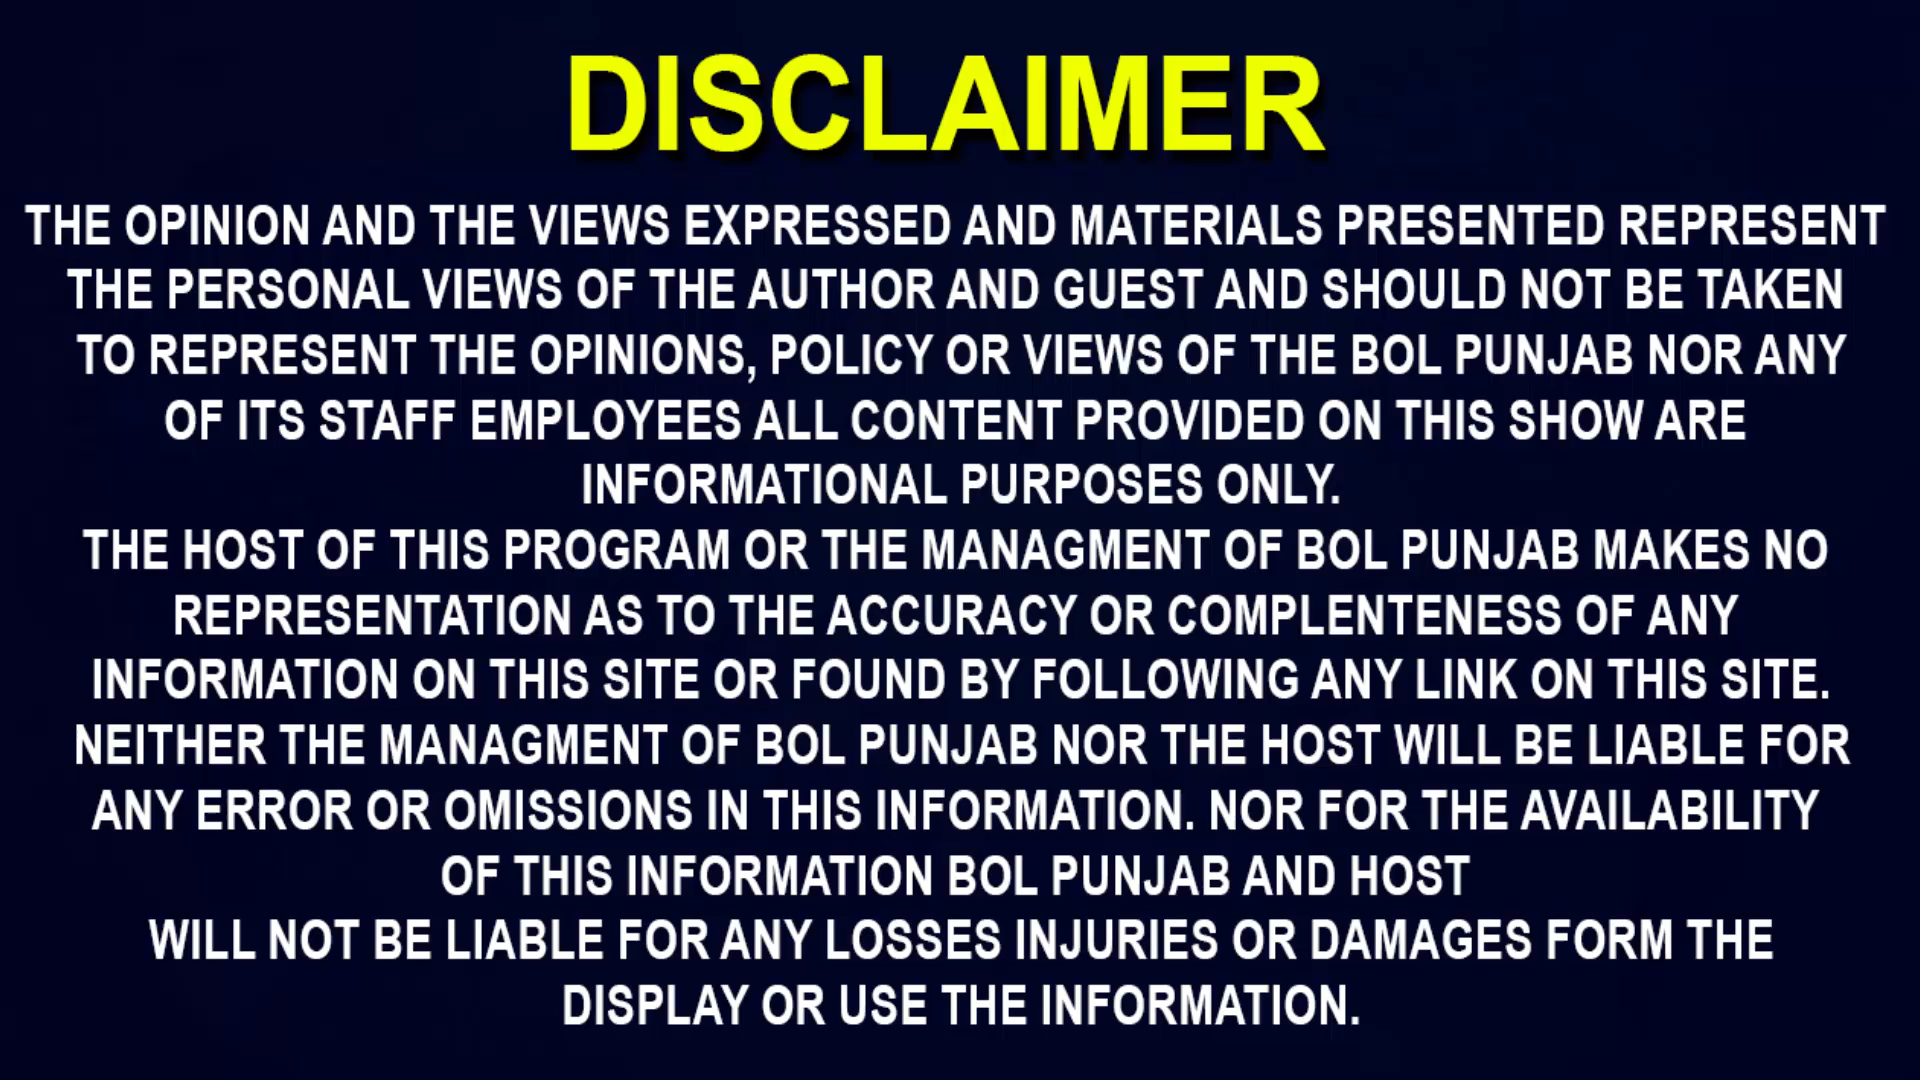 DISCLAIMER
THE OPINION AND THE VIEWS EXPRESSED AND MATERIALS PRESENTED REPRESENT
THE PERSONAL VIEWS OF THE AUTHOR AND GUEST AND SHOULD NOT BE TAKEN
TO REPRESENT THE OPINIONS, POLICY OR VIEWS OF THE BOL PUNJAB NOR ANY
OF ITS STAFF EMPLOYEES ALL CONTENT PROVIDED ON THIS SHOW ARE
INFORMATIONAL PURPOSES ONLY.
THE HOST OF THIS PROGRAM OR THE MANAGMENT OF BOL PUNJAB MAKES NO
REPRESENTATION AS TO THE ACCURACY OR COMPLENTENESS OF ANY
INFORMATION ON THIS SITE OR FOUND BY FOLLOWING ANY LINK ON THIS SITE.
NEITHER THE MANAGMENT OF BOL PUNJAB NOR THE HOST WILL BE LIABLE FOR
ANY ERROR OR OMISSIONS IN THIS INFORMATION. NOR FOR THE AVAILABILITY
OF THIS INFORMATION BOL PUNJAB AND HOST
WILL NOT BE LIABLE FOR ANY LOSSES INJURIES OR DAMAGES FORM THE
DISPLAY OR USE THE INFORMATION.